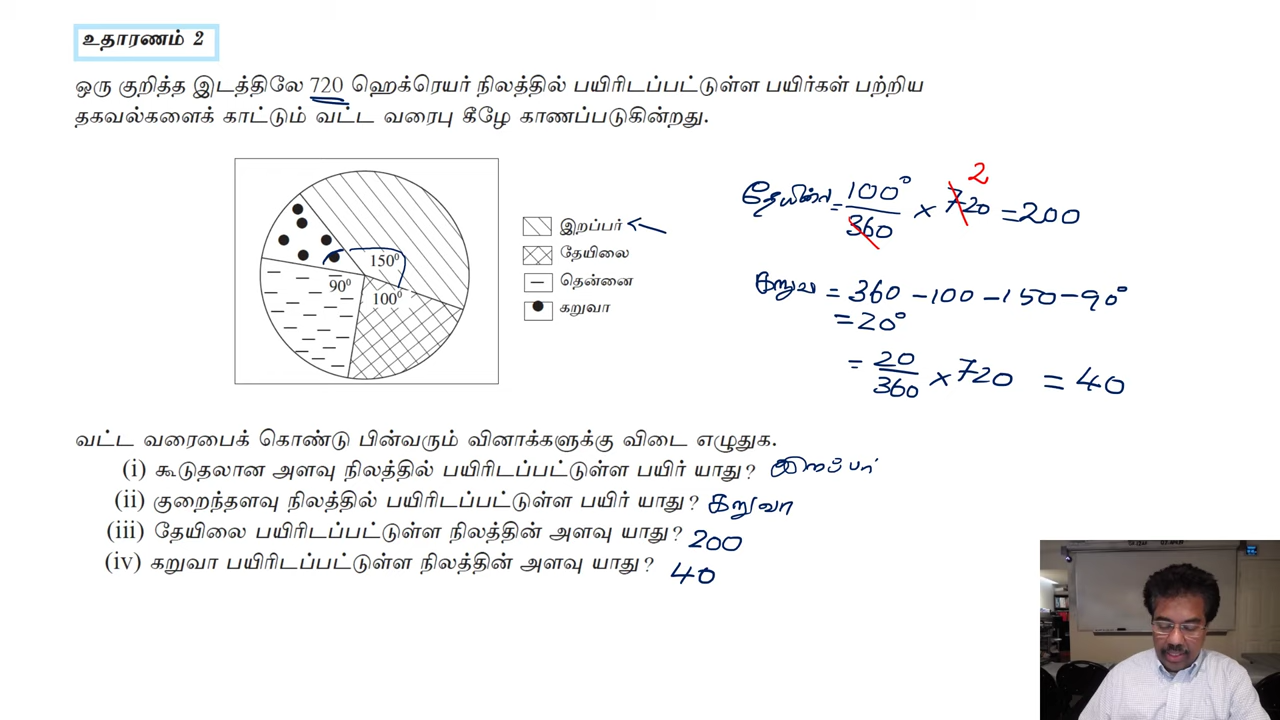 உதாரணம் 2
ஒரு குறித்த இடத்திலே 720 ஹெக்ரெயர் நிலத்தில் பயிரிடப்பட்டுள்ள பயிர்கள் பற்றிய
தகவல்களைக் காட்டும் வட்ட வரைபு கீழே காணப்படுகின்றது.
150⁰
90⁰
100⁰
இறப்பர்
தேயிலை
தென்னை
கறுவா
தேயிலை = 100° / 360 × 720 = 200
2
கறுவா = 360 - 100 - 150 - 90°
= 20°
= 20 / 360 × 720 = 40
வட்ட வரைபைக் கொண்டு பின்வரும் வினாக்களுக்கு விடை எழுதுக.
(i) கூடுதலான அளவு நிலத்தில் பயிரிடப்பட்டுள்ள பயிர் யாது? இறப்பர்
(ii) குறைந்தளவு நிலத்தில் பயிரிடப்பட்டுள்ள பயிர் யாது? கறுவா
(iii) தேயிலை பயிரிடப்பட்டுள்ள நிலத்தின் அளவு யாது? 200
(iv) கறுவா பயிரிடப்பட்டுள்ள நிலத்தின் அளவு யாது? 40